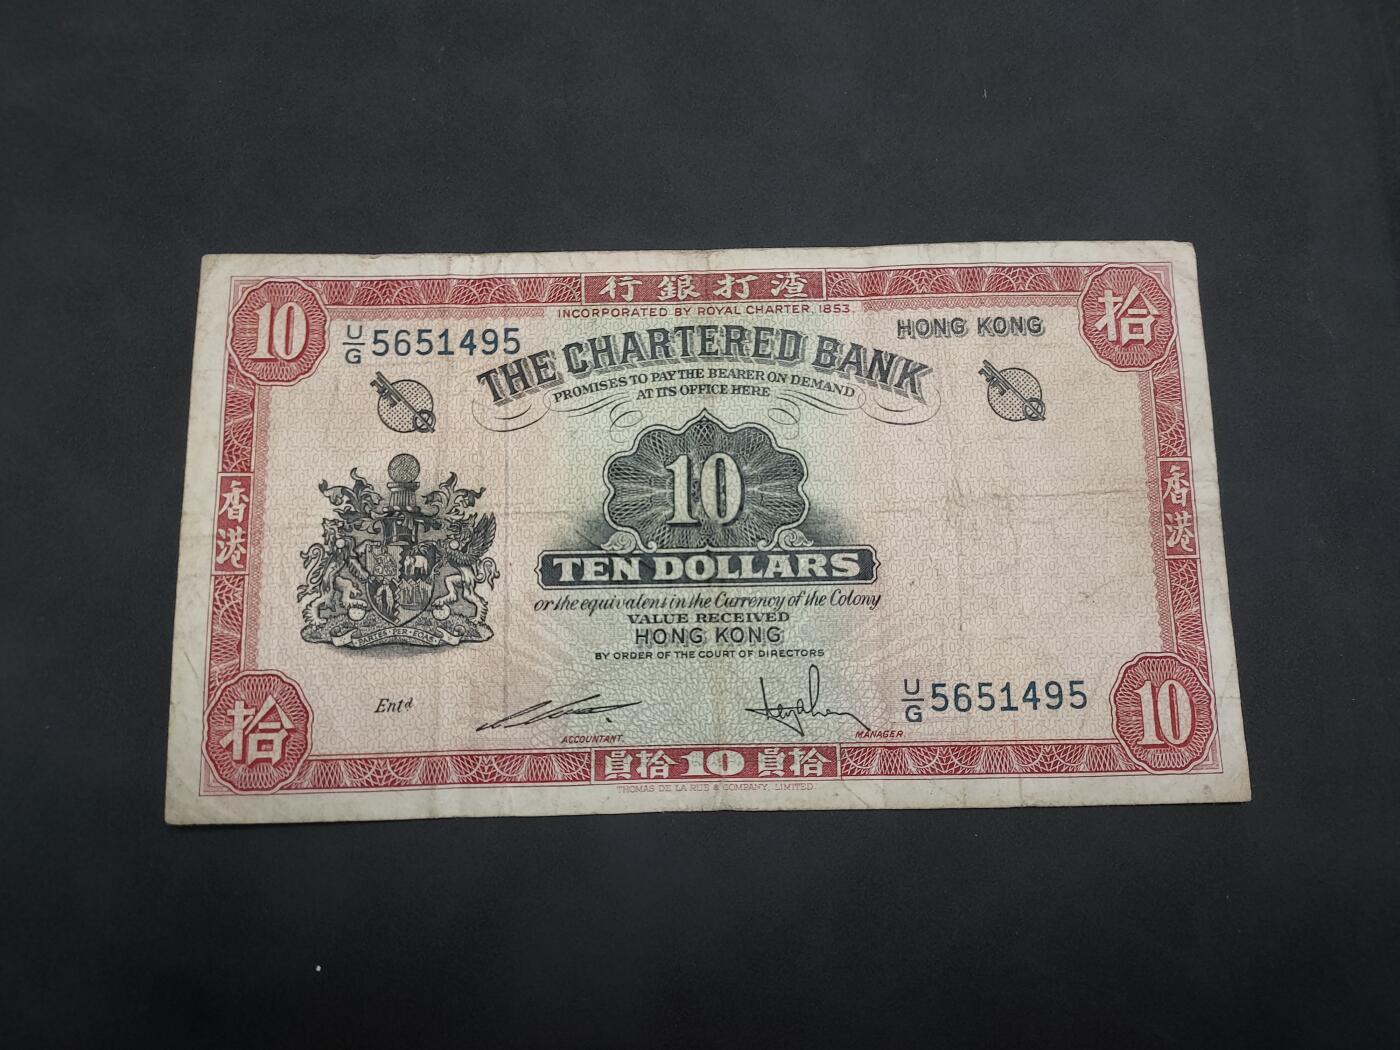 行銀打渣
INCORPORATED BY ROYAL CHARTER, 1853.
10
拾
U/G 5651495
HONG KONG
THE CHARTERED BANK
PROMISES TO PAY THE BEARER ON DEMAND
AT ITS OFFICE HERE
10
香港
香港
TEN DOLLARS
or the equivalent in the Currency of the Colony
VALUE RECEIVED
HONG KONG
BY ORDER OF THE COURT OF DIRECTORS
PARTES·PER·EOAS
Entd
U/G 5651495
ACCOUNTANT.
MANAGER
拾
10
員拾 10 員拾
THOMAS DE LA RUE & COMPANY, LIMITED.